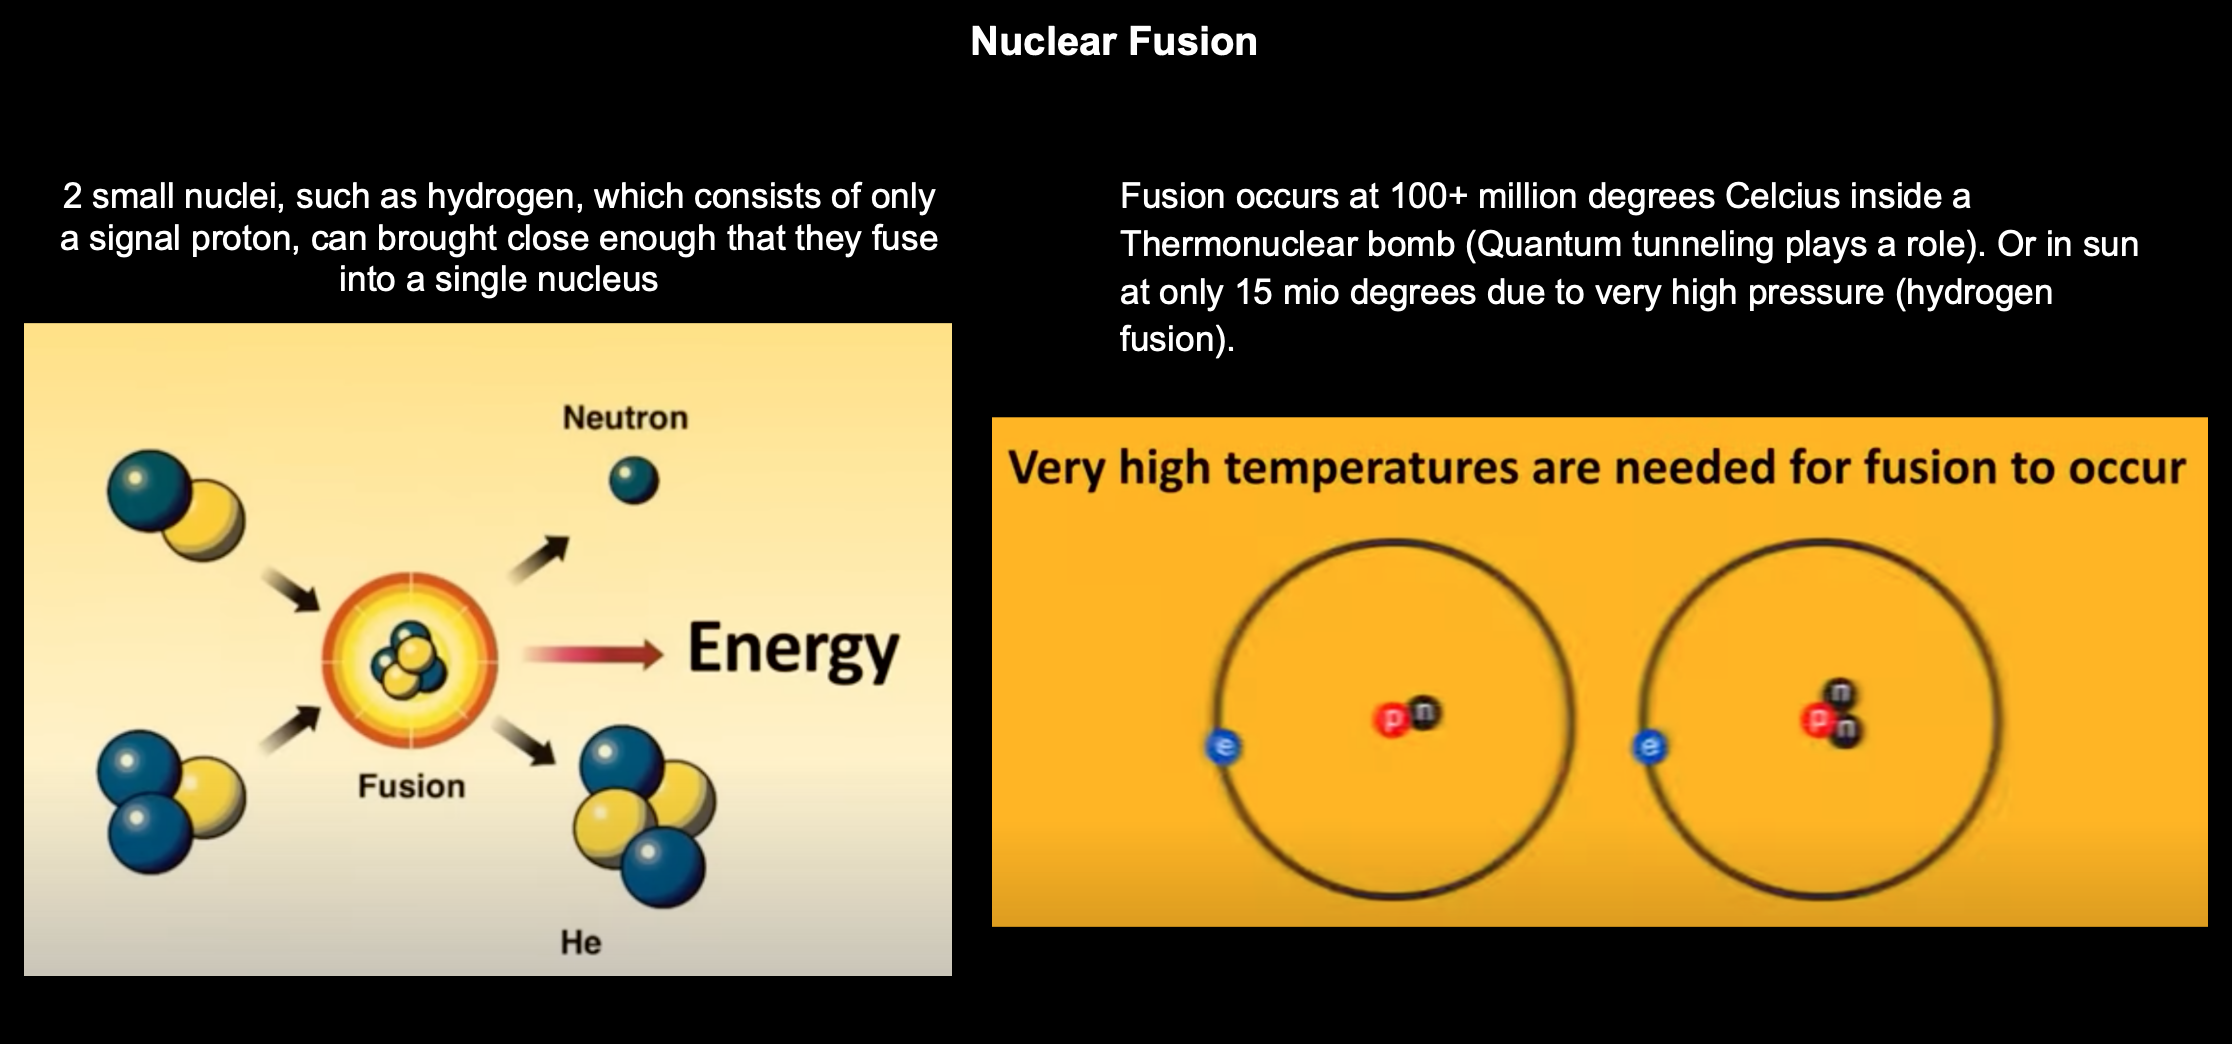 Nuclear Fusion
2 small nuclei, such as hydrogen, which consists of only
a signal proton, can brought close enough that they fuse
into a single nucleus
Fusion occurs at 100+ million degrees Celcius inside a
Thermonuclear bomb (Quantum tunneling plays a role). Or in sun
at only 15 mio degrees due to very high pressure (hydrogen
fusion).
Neutron
Energy
Fusion
He
Very high temperatures are needed for fusion to occur
p n
e
n
p n
e